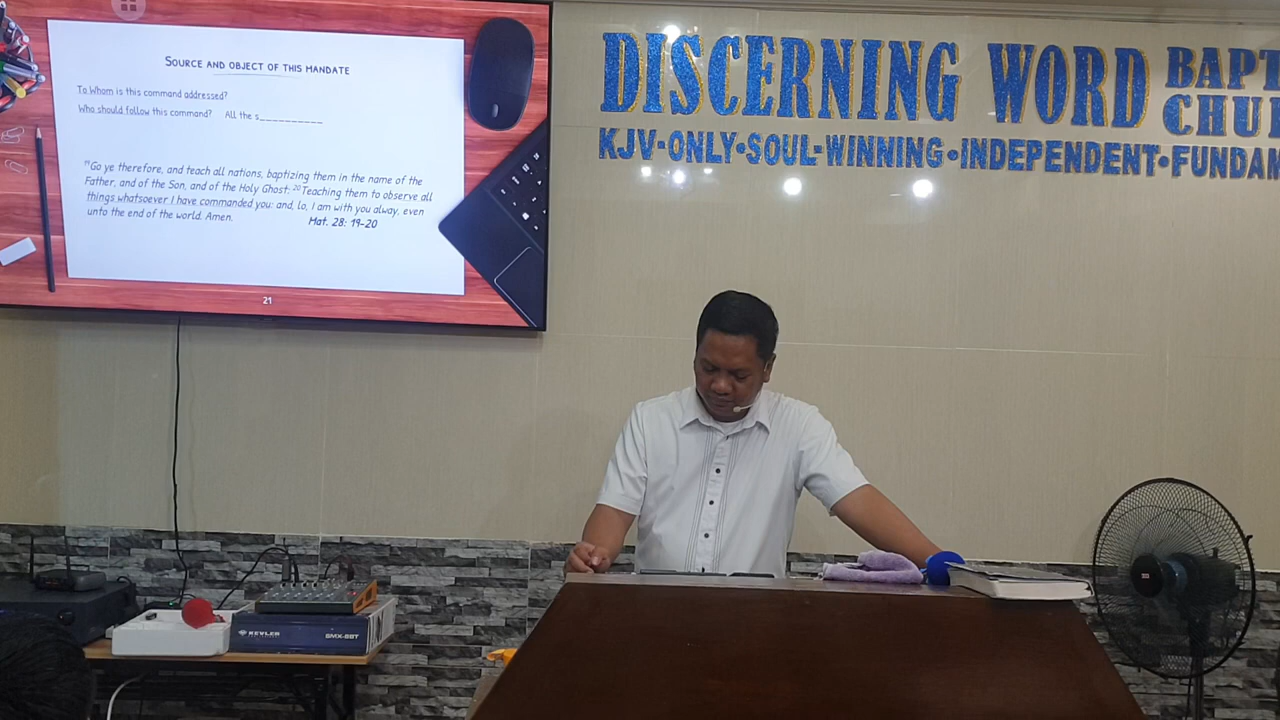 SOURCE AND OBJECT OF THIS MANDATE
To Whom is this command addressed?
Who should follow this command? All the s__________
"19Go ye therefore, and teach all nations, baptizing them in the name of the
Father, and of the Son, and of the Holy Ghost: 20 Teaching them to observe all
things whatsoever I have commanded you: and, lo, I am with you alway, even
unto the end of the world. Amen. Mat. 28: 19-20
21
DISCERNING WORD BAPT
CHU
KJV-ONLY•SOUL-WINNING•INDEPENDENT•FUNDAM
KEVLER
GMX-8BT